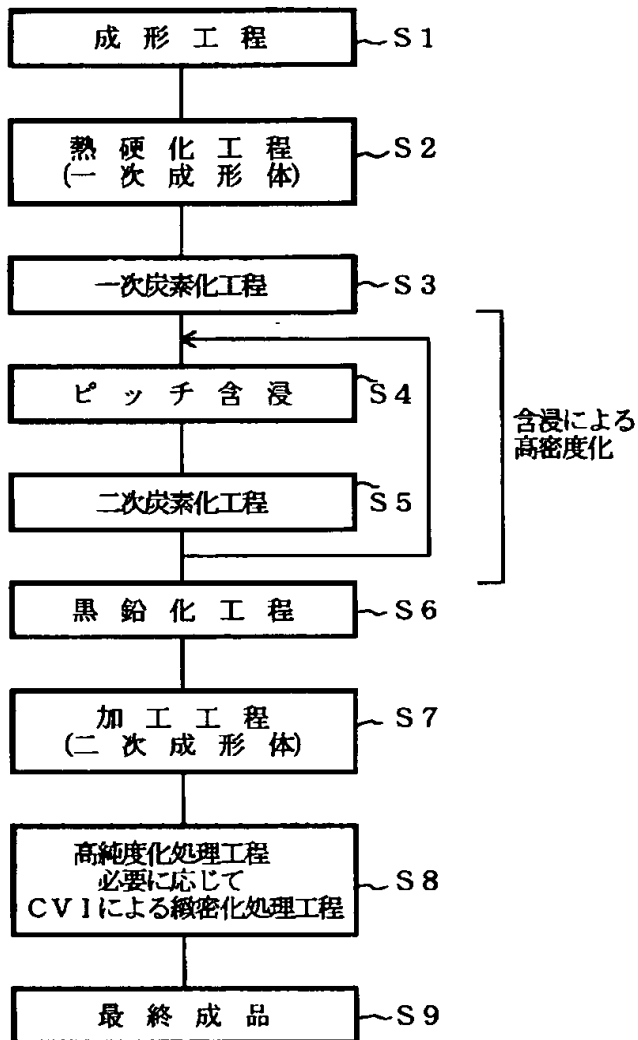 成形工程 S1
熱硬化工程 S2
(一次成形体)
一次炭素化工程 S3
ピッチ含浸 S4
二次炭素化工程 S5
含浸による
高密度化
黒鉛化工程 S6
加工工程 S7
(二次成形体)
高純度化処理工程
必要に応じて S8
CVIによる緻密化処理工程
最終成品 S9